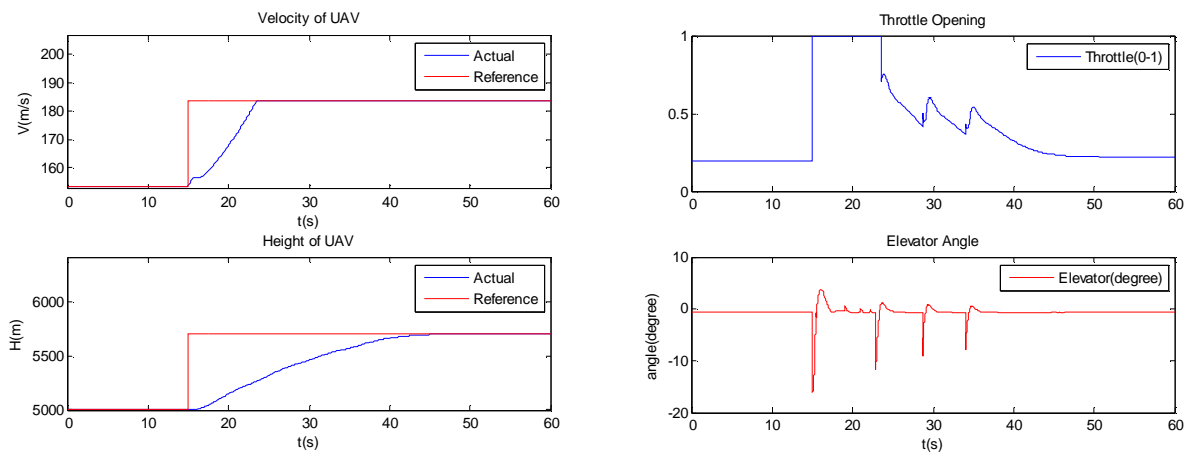 Velocity of UAV
200
180
160
V(m/s)
Actual
Reference
0 10 20 30 40 50 60
t(s)
Height of UAV
6000
5500
5000
H(m)
Actual
Reference
0 10 20 30 40 50 60
t(s)
Throttle Opening
1
0.5
0
Throttle(0-1)
0 10 20 30 40 50 60
Elevator Angle
10
0
-10
-20
angle(degree)
Elevator(degree)
0 10 20 30 40 50 60
t(s)